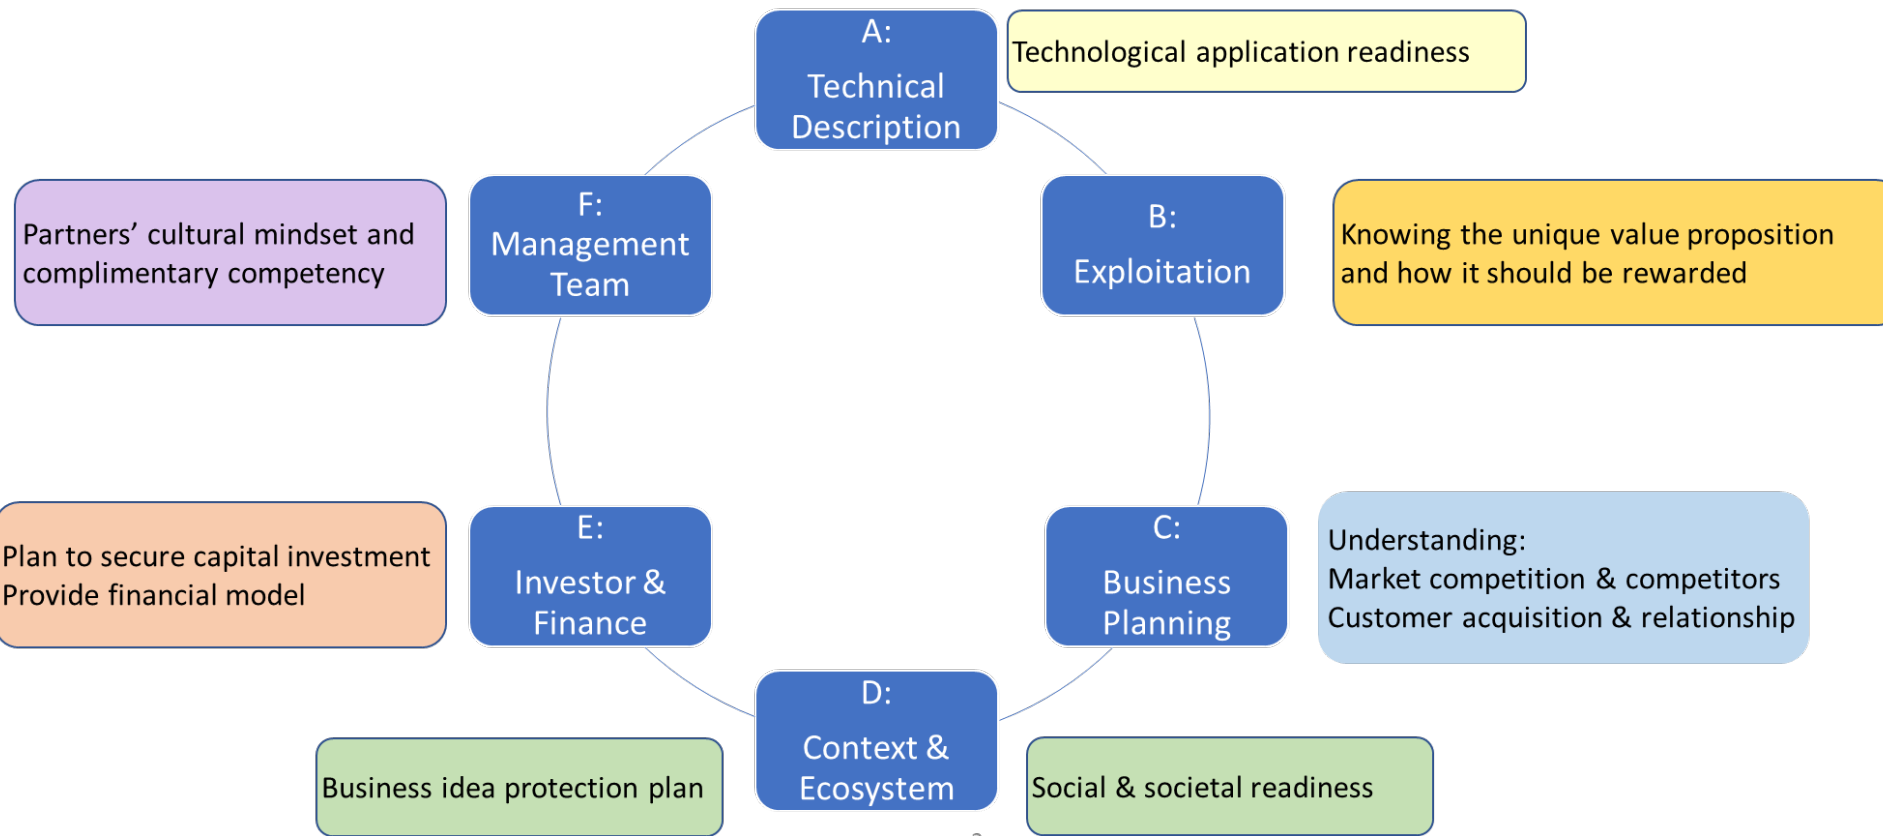 A:
Technical
Description
Technological application readiness
F:
Management
Team
Partners’ cultural mindset and
complimentary competency
B:
Exploitation
Knowing the unique value proposition
and how it should be rewarded
E:
Investor &
Finance
Plan to secure capital investment
Provide financial model
C:
Business
Planning
Understanding:
Market compition & competitors
Customer acquisition & relationship
D:
Context &
Ecosystem
Business idea protection plan
Social & societal readiness